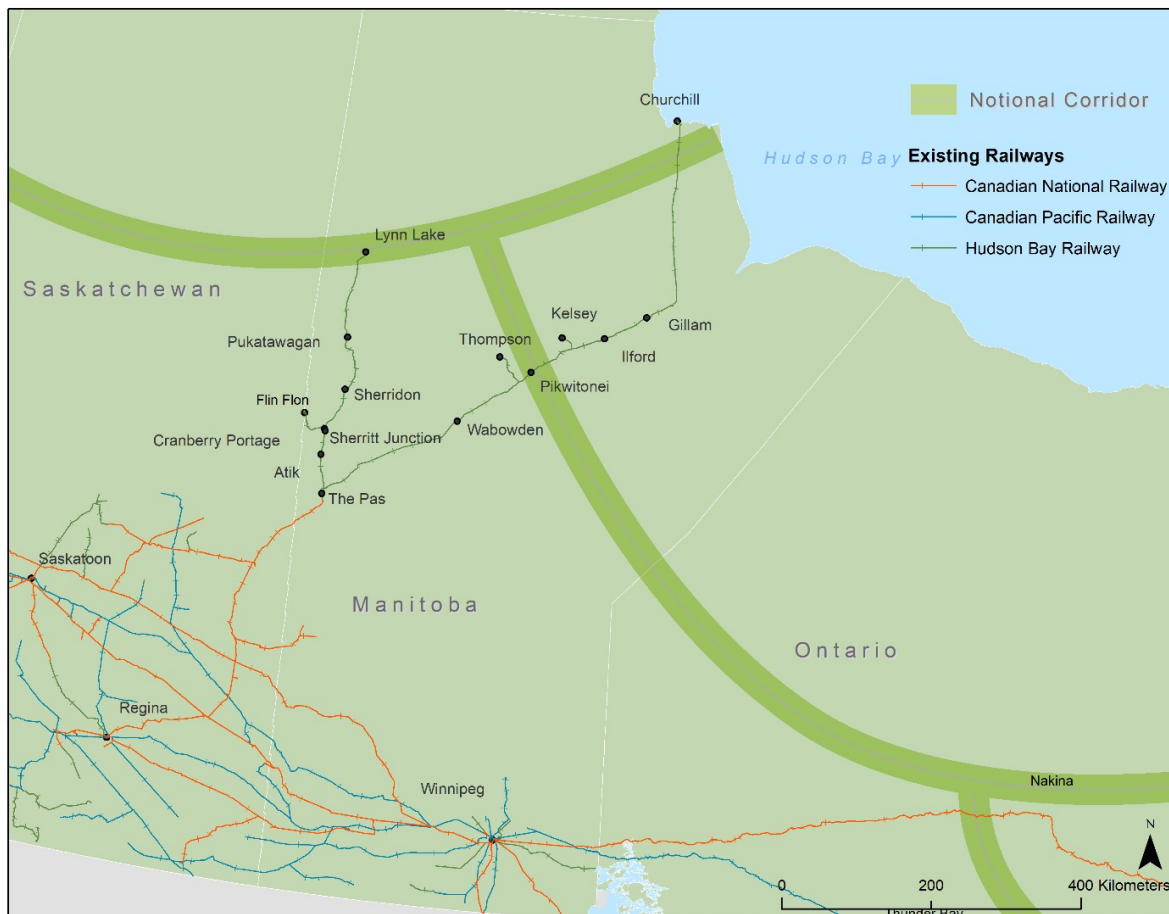 Churchill
Notional Corridor
Hudson Bay
Existing Railways
Canadian National Railway
Canadian Pacific Railway
Hudson Bay Railway
Lynn Lake
Saskatchewan
Pukatawagan
Kelsey
Thompson
Gillam
Ilford
Pikwitonei
Sherridon
Flin Flon
Wabowden
Cranberry Portage
Sherritt Junction
Atik
The Pas
Saskatoon
Manitoba
Ontario
Regina
Nakina
Winnipeg
N
0 200 400 Kilometers
Thunder Bay